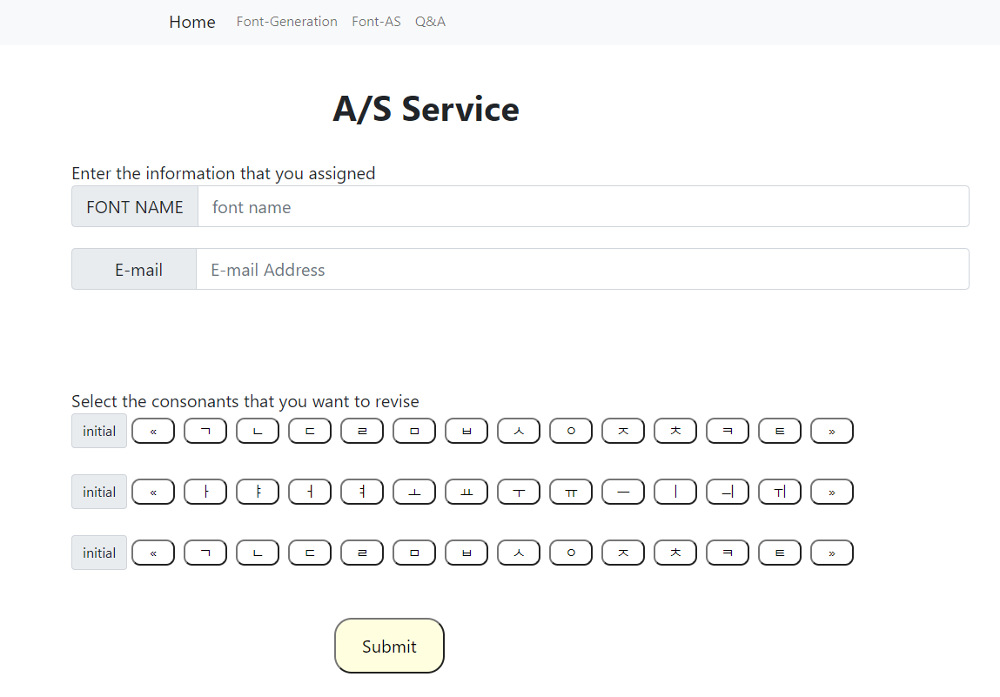 Home Font-Generation Font-AS Q&A
A/S Service
Enter the information that you assigned
FONT NAME font name
E-mail E-mail Address
Select the consonants that you want to revise
initial « ㄱ ㄴ ㄷ ㄹ ㅁ ㅂ ㅅ ㅇ ㅈ ㅊ ㅋ ㅌ »
initial « ㅏ ㅑ ㅓ ㅕ ㅗ ㅛ ㅜ ㅠ ㅡ ㅣ ㅢ ㅟ »
initial « ㄱ ㄴ ㄷ ㄹ ㅁ ㅂ ㅅ ㅇ ㅈ ㅊ ㅋ ㅌ »
Submit